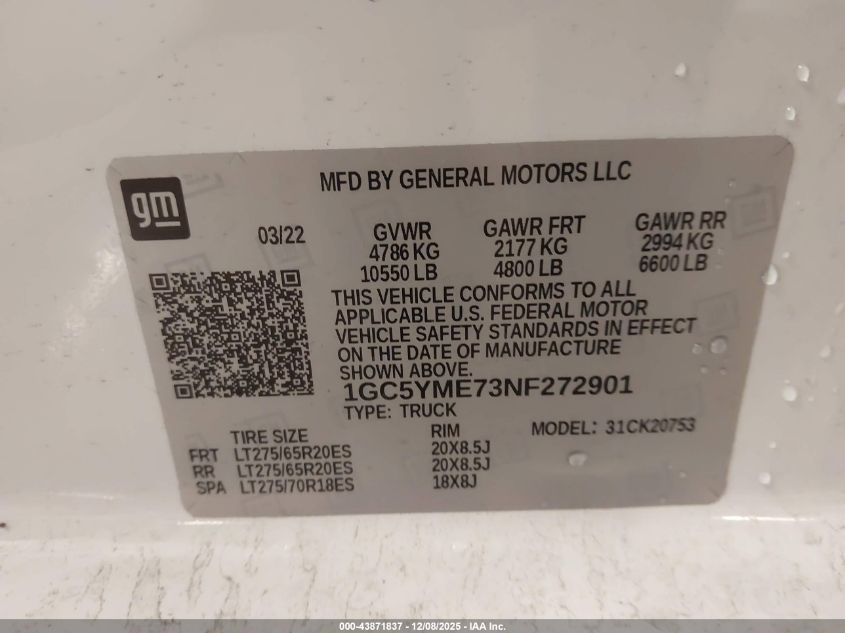 gm
MFD BY GENERAL MOTORS LLC
03/22
GVWR GAWR FRT GAWR RR
4786 KG 2177 KG 2994 KG
10550 LB 4800 LB 6600 LB
THIS VEHICLE CONFORMS TO ALL
APPLICABLE U.S. FEDERAL MOTOR
VEHICLE SAFETY STANDARDS IN EFFECT
ON THE DATE OF MANUFACTURE
SHOWN ABOVE.
1GC5YME73NF272901
TYPE: TRUCK
MODEL: 31CK20753
TIRE SIZE RIM
FRT LT275/65R20ES 20X8.5J
RR LT275/65R20ES 20X8.5J
SPA LT275/70R18ES 18X8J
000-43871837 - 12/08/2025 - IAA Inc.